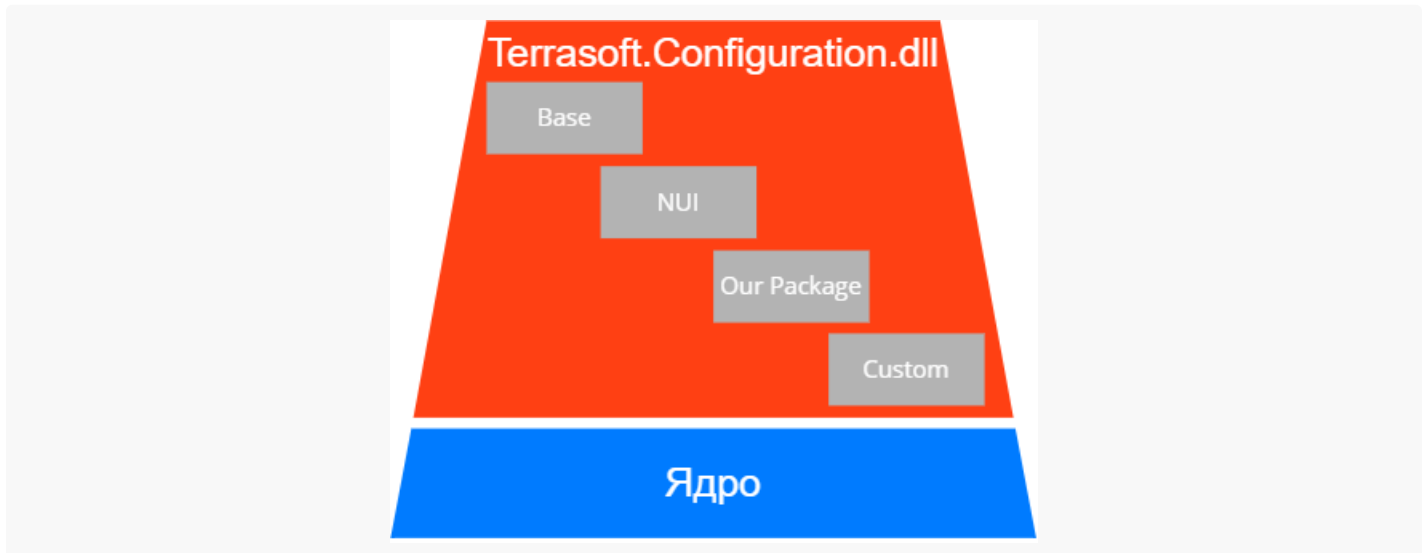 Terrasoft.Configuration.dll
Base
NUI
Our Package
Custom
Ядро